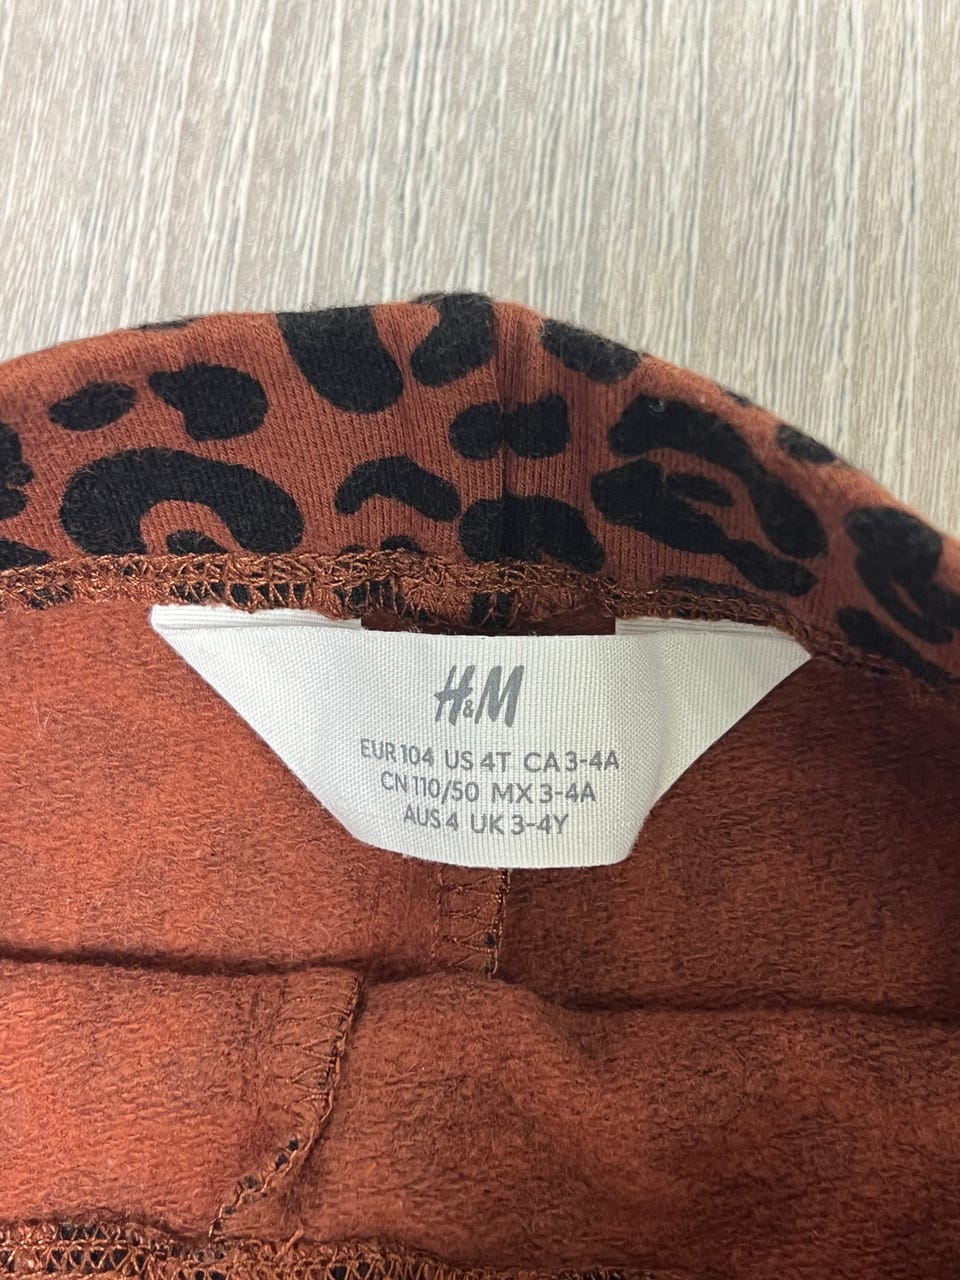 H&M
EUR 104 US 4T CA 3-4A
CN 110/50 MX 3-4A
AUS 4 UK 3-4Y